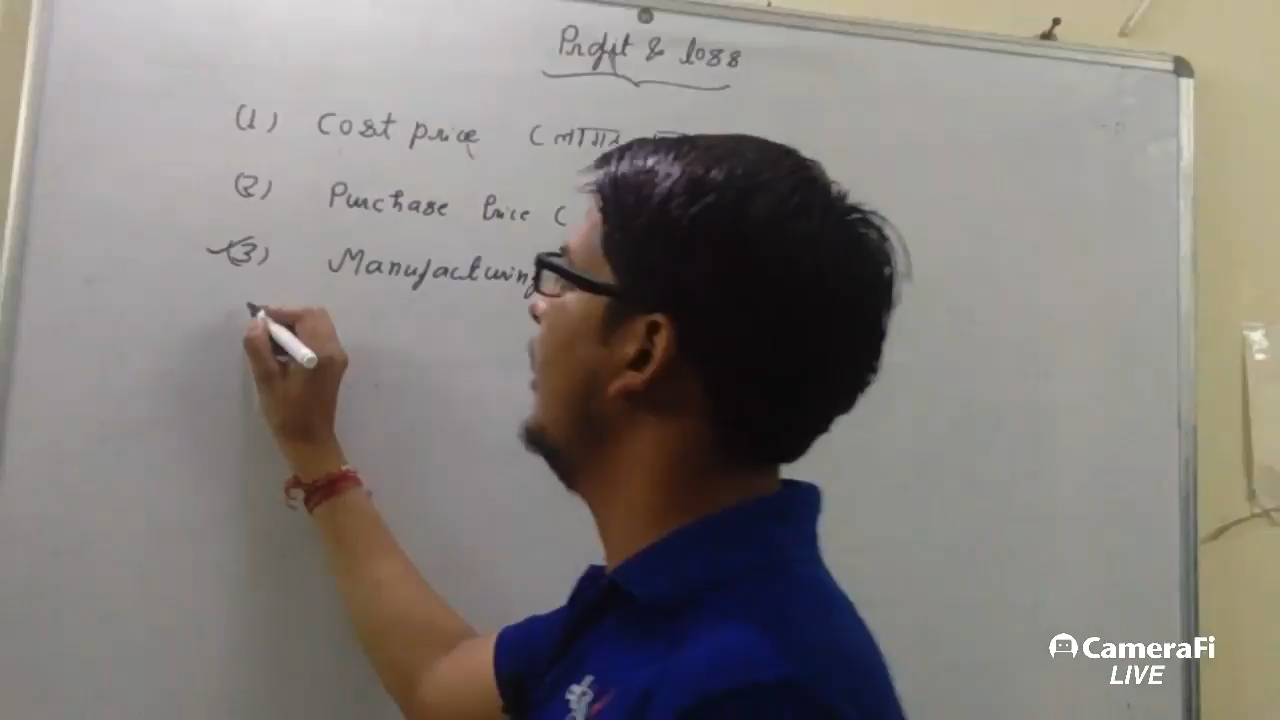 Profit & loss
(1) Cost price (लागत
(2) Purchase Price (
(3) Manufacturing
CameraFi
LIVE